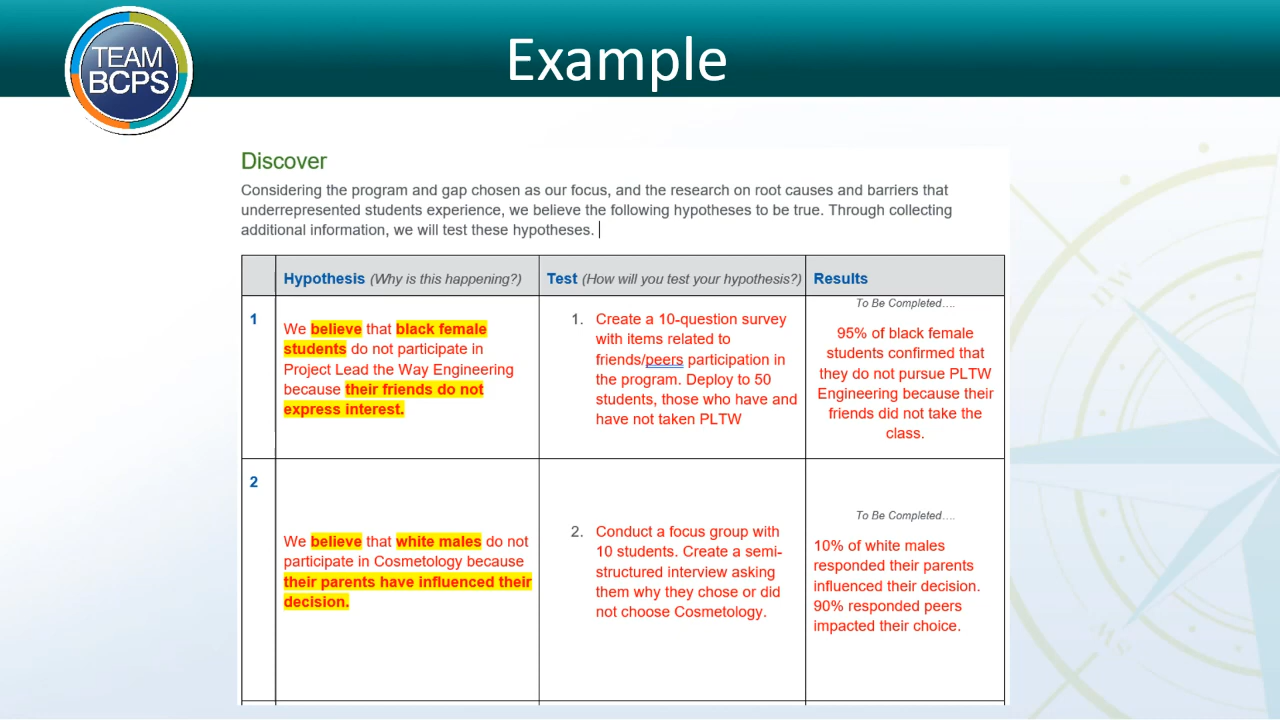 TEAM
BCPS
Example
Discover
Considering the program and gap chosen as our focus, and the research on root causes and barriers that
underrepresented students experience, we believe the following hypotheses to be true. Through collecting
additional information, we will test these hypotheses.
Hypothesis (Why is this happening?)
Test (How will you test your hypothesis?)
Results
1
We believe that black female
students do not participate in
Project Lead the Way Engineering
because their friends do not
express interest.
1. Create a 10-question survey
with items related to
friends/peers participation in
the program. Deploy to 50
students, those who have and
have not taken PLTW
To Be Completed....
95% of black female
students confirmed that
they do not pursue PLTW
Engineering because their
friends did not take the
class.
2
We believe that white males do not
participate in Cosmetology because
their parents have influenced their
decision.
2. Conduct a focus group with
10 students. Create a semi-
structured interview asking
them why they chose or did
not choose Cosmetology.
To Be Completed....
10% of white males
responded their parents
influenced their decision.
90% responded peers
impacted their choice.
NW
SW